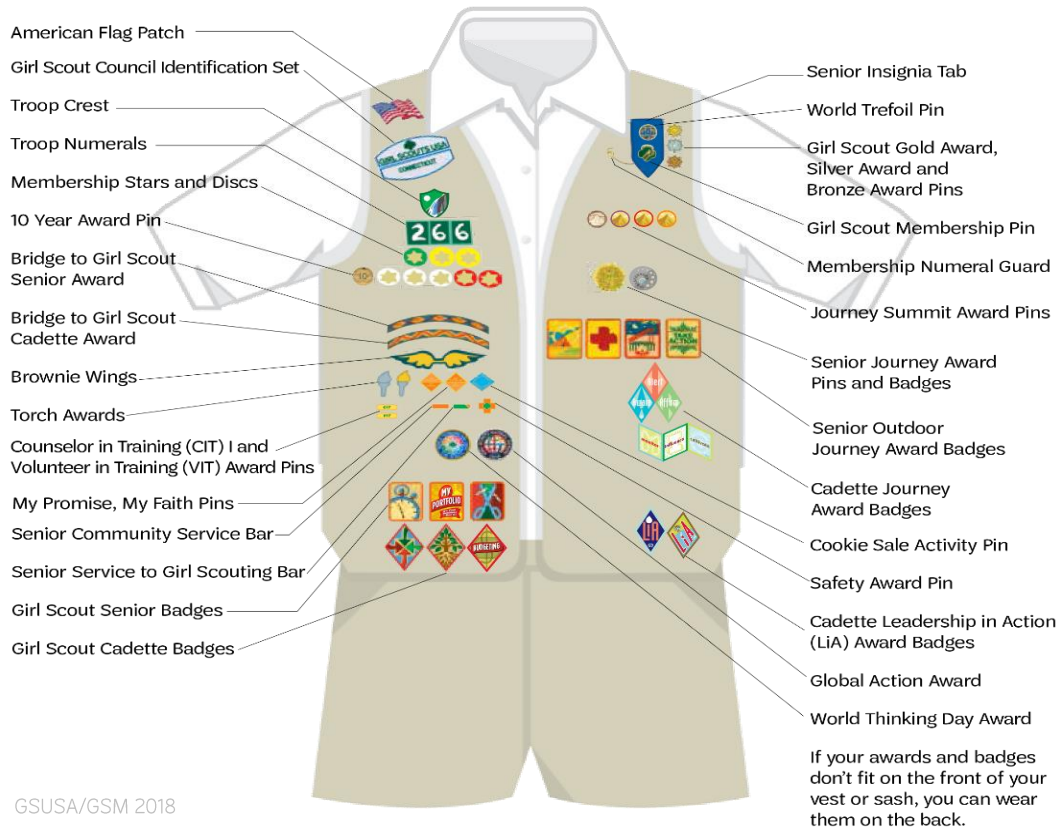 American Flag Patch
Girl Scout Council Identification Set
Troop Crest
Troop Numerals
Membership Stars and Discs
10 Year Award Pin
Bridge to Girl Scout
Senior Award
Bridge to Girl Scout
Cadette Award
Brownie Wings
Torch Awards
Counselor in Training (CIT) I and
Volunteer in Training (VIT) Award Pins
My Promise, My Faith Pins
Senior Community Service Bar
Senior Service to Girl Scouting Bar
Girl Scout Senior Badges
Girl Scout Cadette Badges
GSUSA/GSM 2018
GIRL SCOUTS USA
CONNECTICUT
266
10
MY
PORTFOLIO
BUDGETING
TAKE
ACTION
LiA
LiA
Senior Insignia Tab
World Trefoil Pin
Girl Scout Gold Award,
Silver Award and
Bronze Award Pins
Girl Scout Membership Pin
Membership Numeral Guard
Journey Summit Award Pins
Senior Journey Award
Pins and Badges
Senior Outdoor
Journey Award Badges
Cadette Journey
Award Badges
Cookie Sale Activity Pin
Safety Award Pin
Cadette Leadership in Action
(LiA) Award Badges
Global Action Award
World Thinking Day Award
If your awards and badges
don't fit on the front of your
vest or sash, you can wear
them on the back.